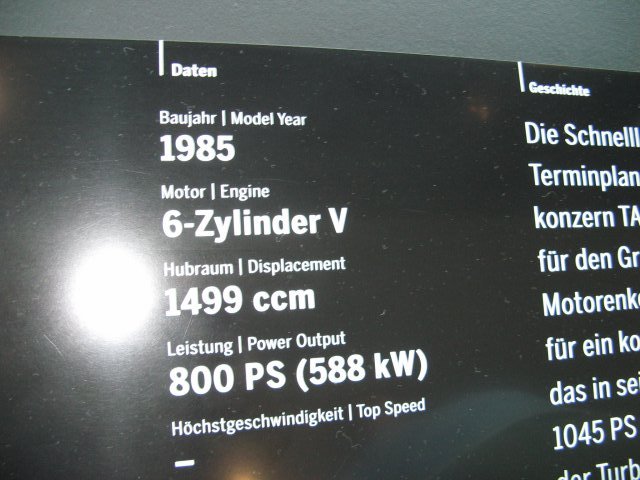 Daten
Baujahr | Model Year
1985
Motor | Engine
6-Zylinder V
Hubraum | Displacement
1499 ccm
Leistung | Power Output
800 PS (588 kW)
Höchstgeschwindigkeit | Top Speed
–
Geschichte
Die
Terminplan
konzern TA
für den Gr
für ein ko
das in sei
1045 PS
der Turb